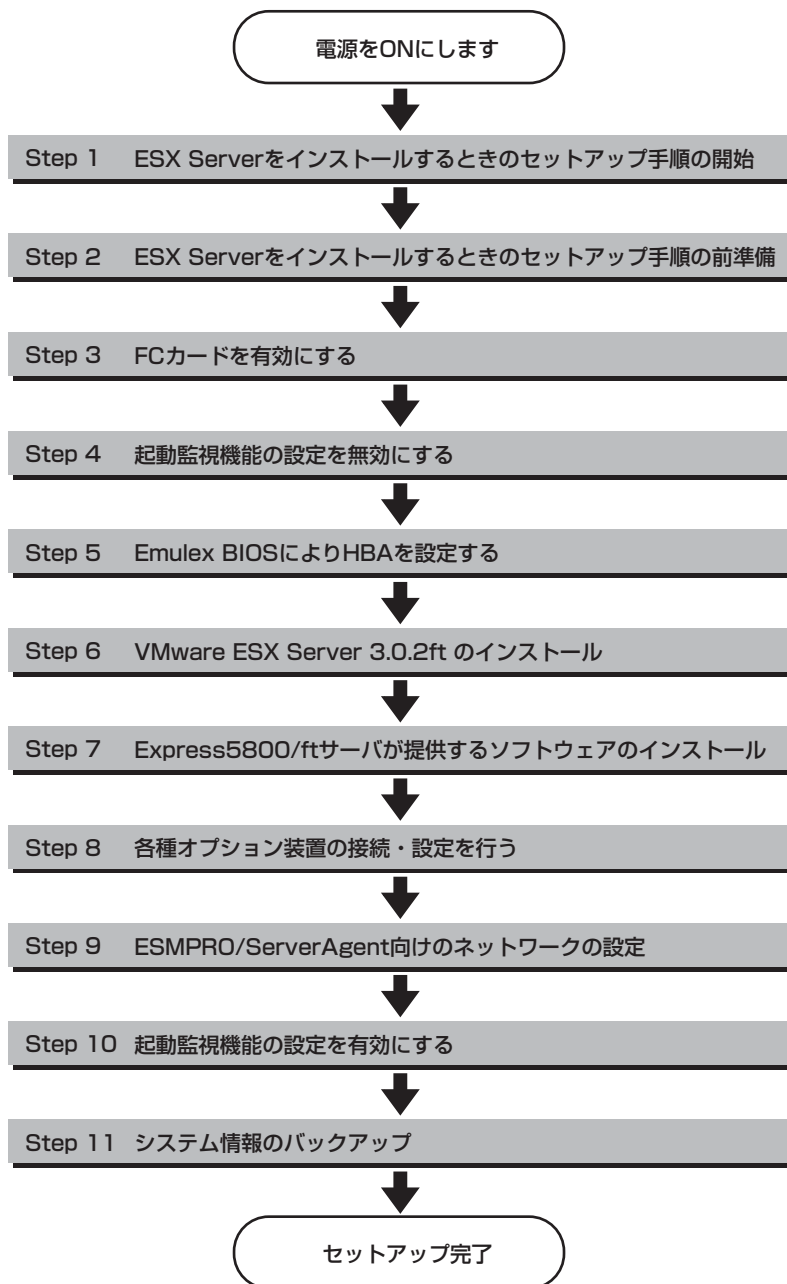 電源をONにします
Step 1 ESX Serverをインストールするときのセットアップ手順の開始
Step 2 ESX Serverをインストールするときのセットアップ手順の前準備
Step 3 FCカードを有効にする
Step 4 起動監視機能の設定を無効にする
Step 5 Emulex BIOSによりHBAを設定する
Step 6 VMware ESX Server 3.0.2ft のインストール
Step 7 Express5800/ftサーバが提供するソフトウェアのインストール
Step 8 各種オプション装置の接続・設定を行う
Step 9 ESMPRO/ServerAgent向けのネットワークの設定
Step 10 起動監視機能の設定を有効にする
Step 11 システム情報のバックアップ
セットアップ完了